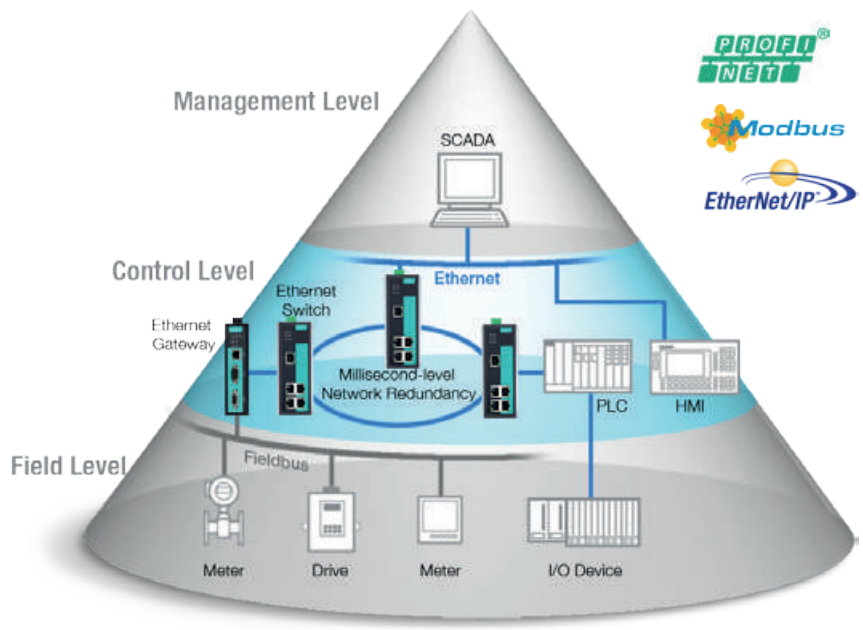 PROFI®
NET
Management Level
Modbus
SCADA
EtherNet/IP™
Control Level
Ethernet
Ethernet
Switch
Ethernet
Gateway
Millisecond-level
Network Redundancy
PLC
HMI
Field Level
Fieldbus
Meter
Drive
Meter
I/O Device